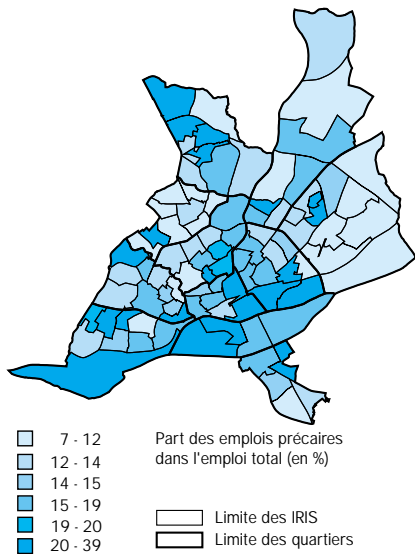 7 - 12
12 - 14
14 - 15
15 - 19
19 - 20
20 - 39
Part des emplois précaires
dans l'emploi total (en %)
Limite des IRIS
Limite des quartiers